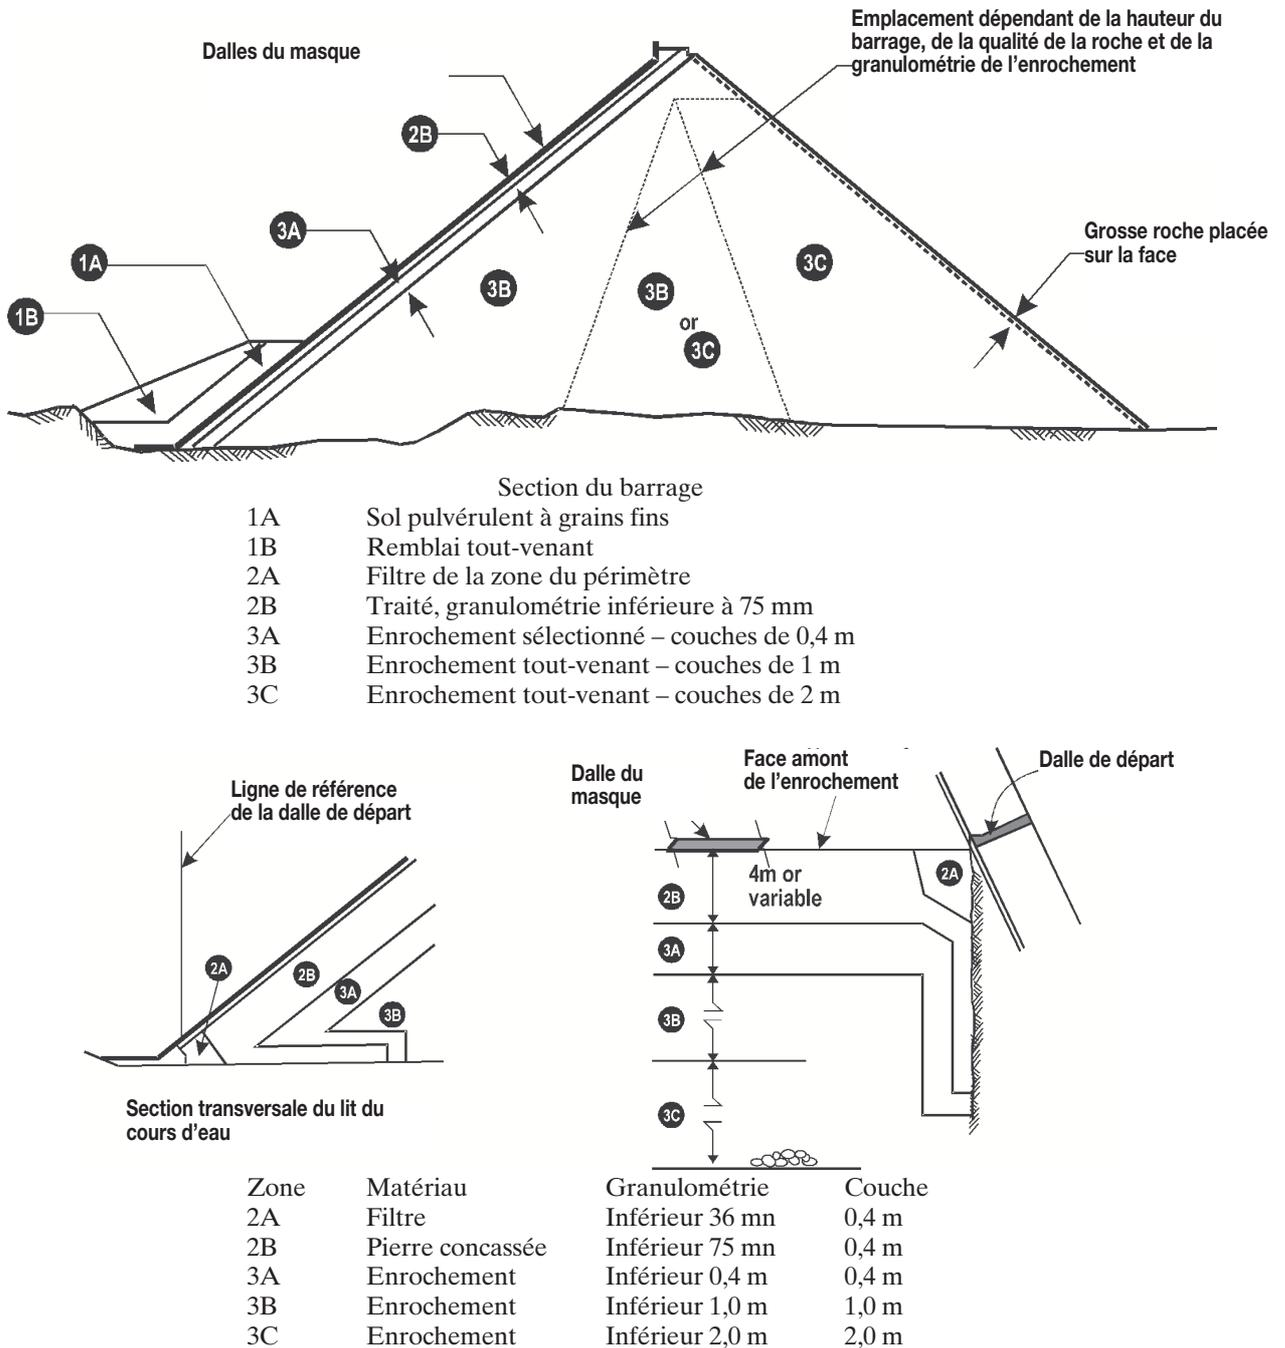 Emplacement dépendant de la hauteur du
barrage, de la qualité de la roche et de la
granulométrie de l'enrochement
Dalles du masque
2B
3A
1A
1B
3B
3B
or
3C
3C
Grosse roche placée
sur la face
Section du barrage
1A Sol pulvérulent à grains fins
1B Remblai tout-venant
2A Filtre de la zone du périmètre
2B Traité, granulométrie inférieure à 75 mm
3A Enrochement sélectionné – couches de 0,4 m
3B Enrochement tout-venant – couches de 1 m
3C Enrochement tout-venant – couches de 2 m
Ligne de référence
de la dalle de départ
2A
2B
3A
3B
Section transversale du lit du
cours d'eau
Dalle du
masque
Face amont
de l'enrochement
Dalle de départ
4m or
variable
2A
2B
3A
3B
3C
Zone Matériau Granulométrie Couche
2A Filtre Inférieur 36 mn 0,4 m
2B Pierre concassée Inférieur 75 mn 0,4 m
3A Enrochement Inférieur 0,4 m 0,4 m
3B Enrochement Inférieur 1,0 m 1,0 m
3C Enrochement Inférieur 2,0 m 2,0 m